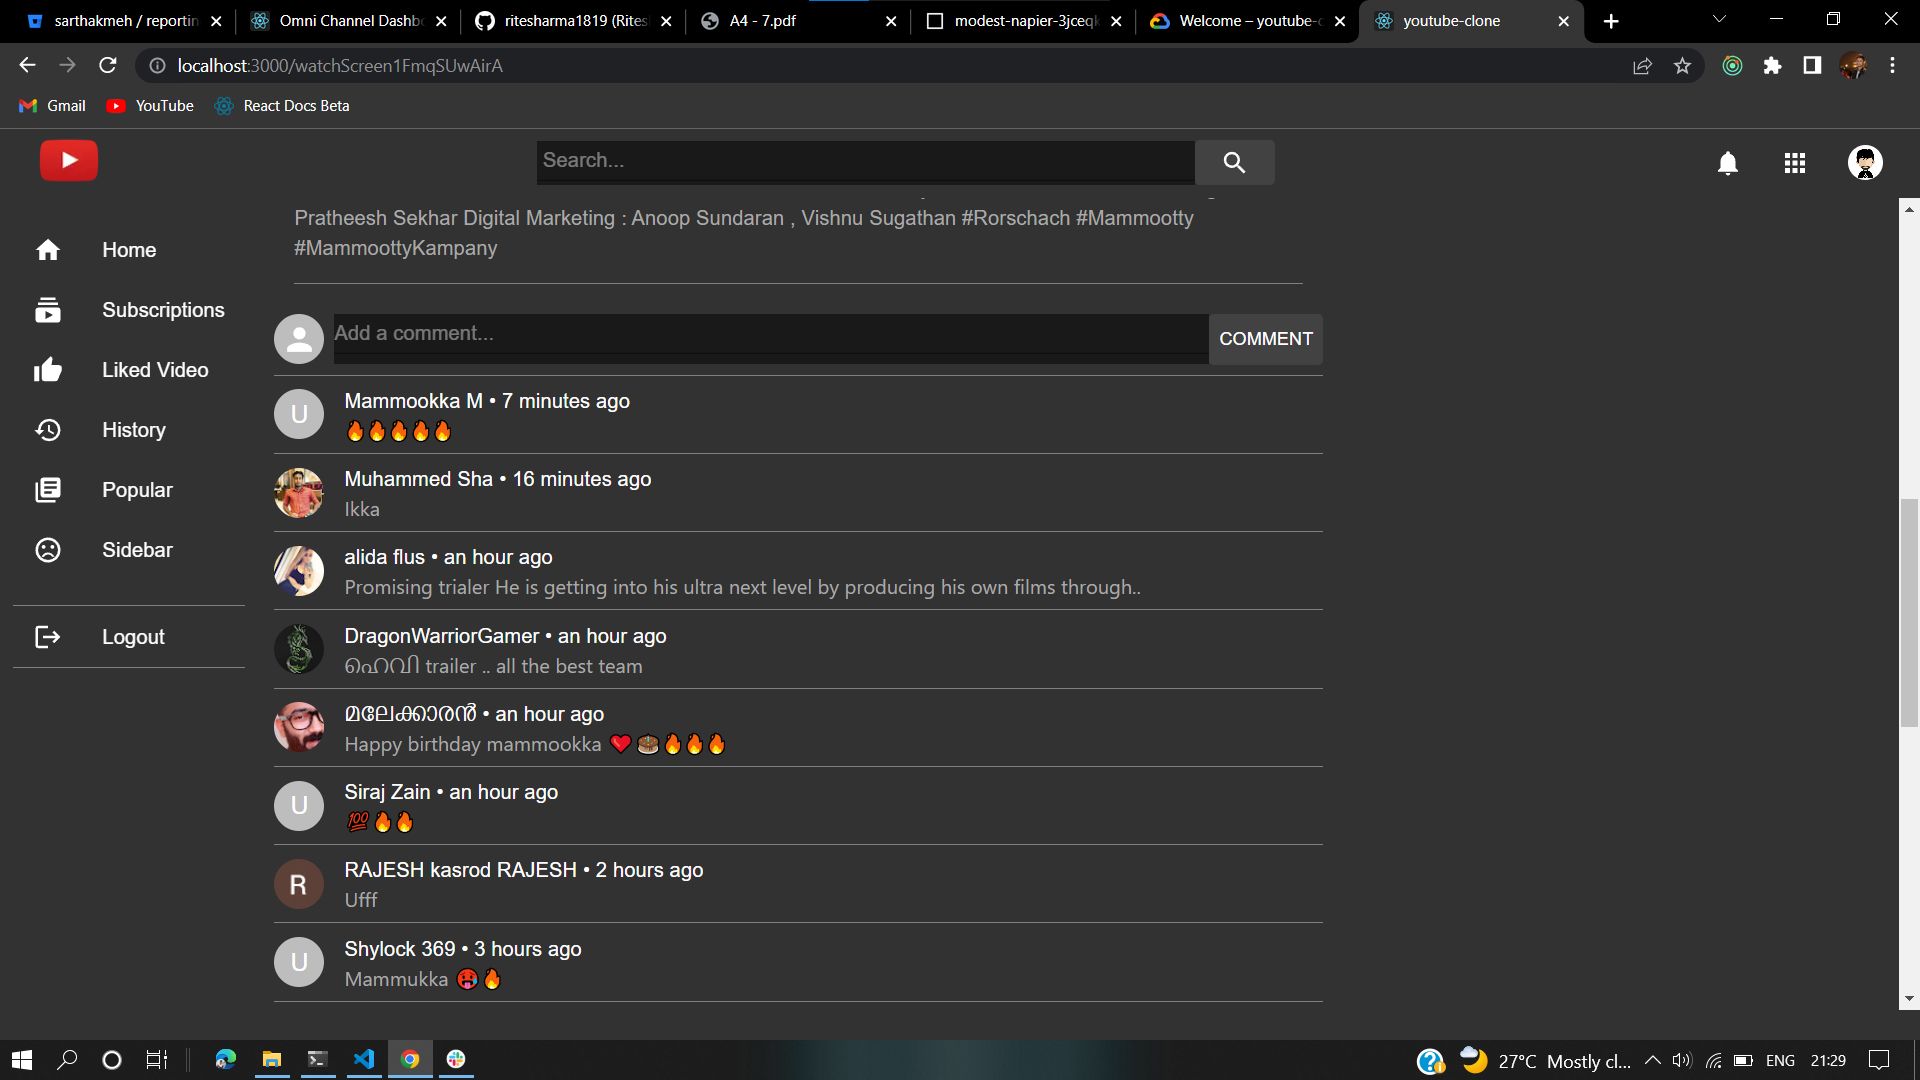 sarthakmeh / reportin
Omni Channel Dashbo
ritesharma1819 (Rites
A4 - 7.pdf
modest-napier-3jceqk
Welcome – youtube-c
youtube-clone
localhost:3000/watchScreen1FmqSUwAirA
Gmail
YouTube
React Docs Beta
Search...
Pratheesh Sekhar Digital Marketing : Anoop Sundaran , Vishnu Sugathan #Rorschach #Mammootty
#MammoottyKampany
Home
Subscriptions
Liked Video
History
Popular
Sidebar
Logout
Add a comment...
COMMENT
U
Mammookka M • 7 minutes ago
🔥🔥🔥🔥🔥
Muhammed Sha • 16 minutes ago
Ikka
alida flus • an hour ago
Promising trialer He is getting into his ultra next level by producing his own films through..
DragonWarriorGamer • an hour ago
ഹെവി trailer .. all the best team
മലേക്കാരൻ • an hour ago
Happy birthday mammookka ❤️🎂🔥🔥🔥
U
Siraj Zain • an hour ago
💯🔥🔥
R
RAJESH kasrod RAJESH • 2 hours ago
Ufff
U
Shylock 369 • 3 hours ago
Mammukka 🥵🔥
27°C Mostly cl...
ENG
21:29